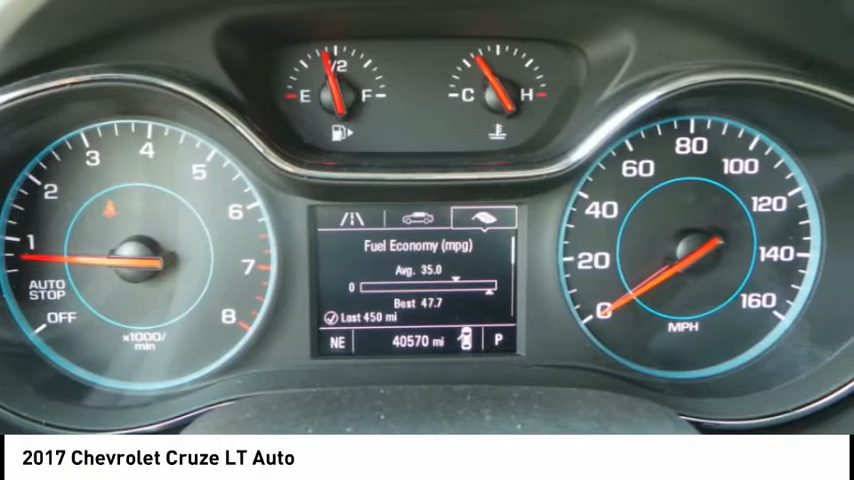 1/2
E F
C H
1 2 3 4 5 6 7 8
AUTO
STOP
OFF
x1000/
min
Fuel Economy (mpg)
Avg. 35.0
0
Best 47.7
Last 450 mi
NE 40570 mi P
0 20 40 60 80 100 120 140 160
MPH
2017 Chevrolet Cruze LT Auto